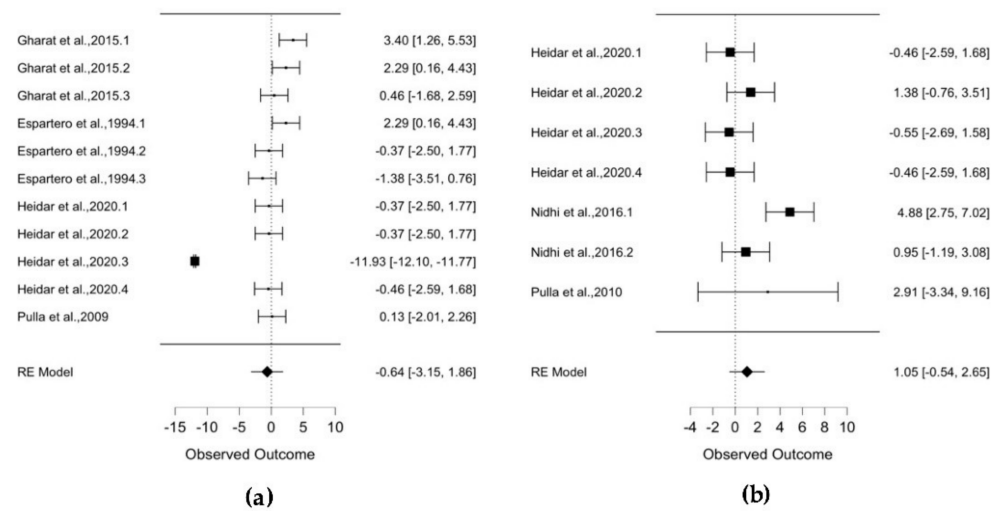 Gharat et al.,2015.1 3.40 [1.26, 5.53]
Gharat et al.,2015.2 2.29 [0.16, 4.43]
Gharat et al.,2015.3 0.46 [-1.68, 2.59]
Espartero et al.,1994.1 2.29 [0.16, 4.43]
Espartero et al.,1994.2 -0.37 [-2.50, 1.77]
Espartero et al.,1994.3 -1.38 [-3.51, 0.76]
Heidar et al.,2020.1 -0.37 [-2.50, 1.77]
Heidar et al.,2020.2 -0.37 [-2.50, 1.77]
Heidar et al.,2020.3 -11.93 [-12.10, -11.77]
Heidar et al.,2020.4 -0.46 [-2.59, 1.68]
Pulla et al.,2009 0.13 [-2.01, 2.26]
RE Model -0.64 [-3.15, 1.86]
-15 -10 -5 0 5 10
Observed Outcome
(a)
Heidar et al.,2020.1 -0.46 [-2.59, 1.68]
Heidar et al.,2020.2 1.38 [-0.76, 3.51]
Heidar et al.,2020.3 -0.55 [-2.69, 1.58]
Heidar et al.,2020.4 -0.46 [-2.59, 1.68]
Nidhi et al.,2016.1 4.88 [2.75, 7.02]
Nidhi et al.,2016.2 0.95 [-1.19, 3.08]
Pulla et al.,2010 2.91 [-3.34, 9.16]
RE Model 1.05 [-0.54, 2.65]
-4 -2 0 2 4 6 8 10
Observed Outcome
(b)